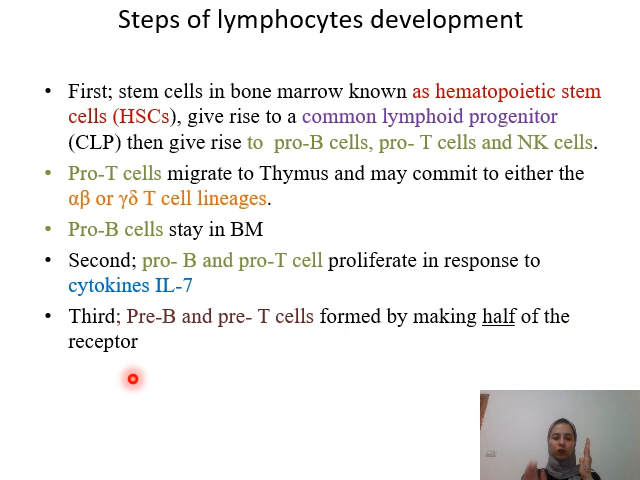 Steps of lymphocytes development
• First; stem cells in bone marrow known as hematopoietic stem
cells (HSCs), give rise to a common lymphoid progenitor
(CLP) then give rise to pro-B cells, pro- T cells and NK cells.
• Pro-T cells migrate to Thymus and may commit to either the
αβ or γδ T cell lineages.
• Pro-B cells stay in BM
• Second; pro- B and pro-T cell proliferate in response to
cytokines IL-7
• Third; Pre-B and pre- T cells formed by making half of the
receptor